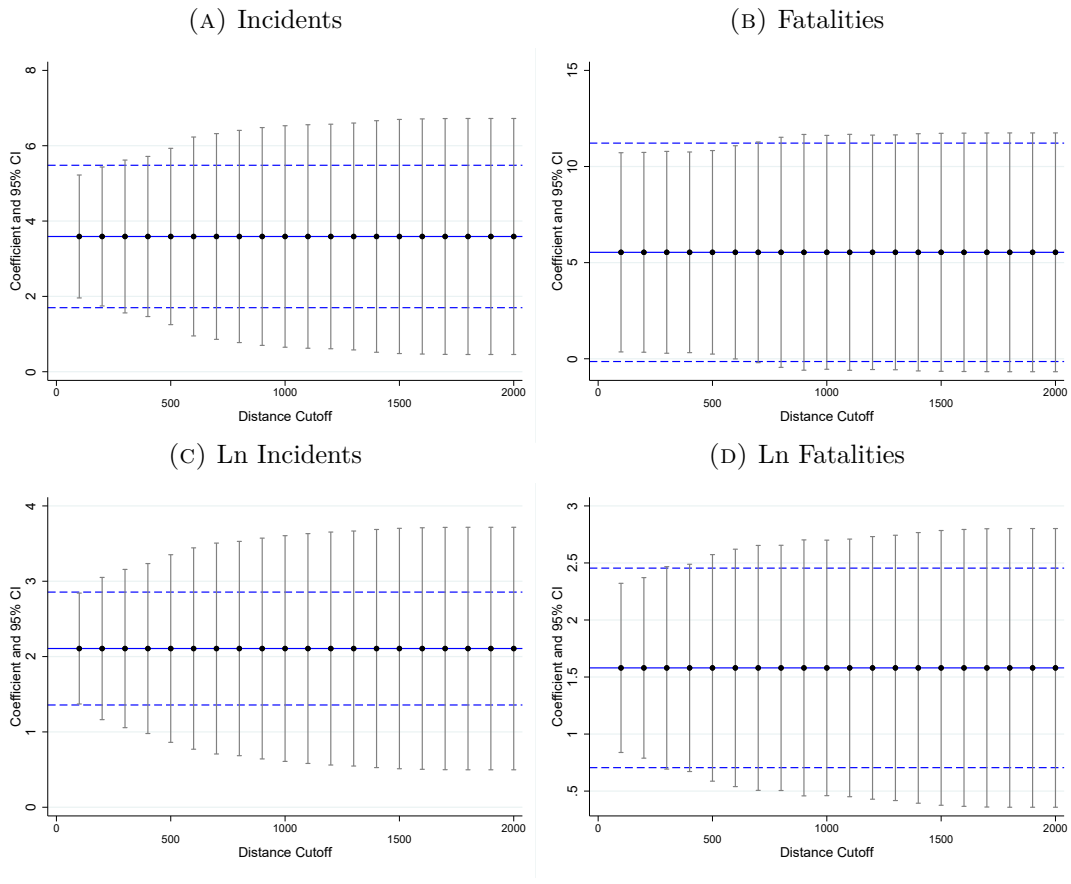 (A) Incidents
Coefficient and 95% CI
8
6
4
2
0
0 500 1000 1500 2000
Distance Cutoff
(B) Fatalities
Coefficient and 95% CI
15
10
5
0
0 500 1000 1500 2000
Distance Cutoff
(C) Ln Incidents
Coefficient and 95% CI
4
3
2
1
0
0 500 1000 1500 2000
Distance Cutoff
(D) Ln Fatalities
Coefficient and 95% CI
3
2.5
2
1.5
1
.5
0 500 1000 1500 2000
Distance Cutoff